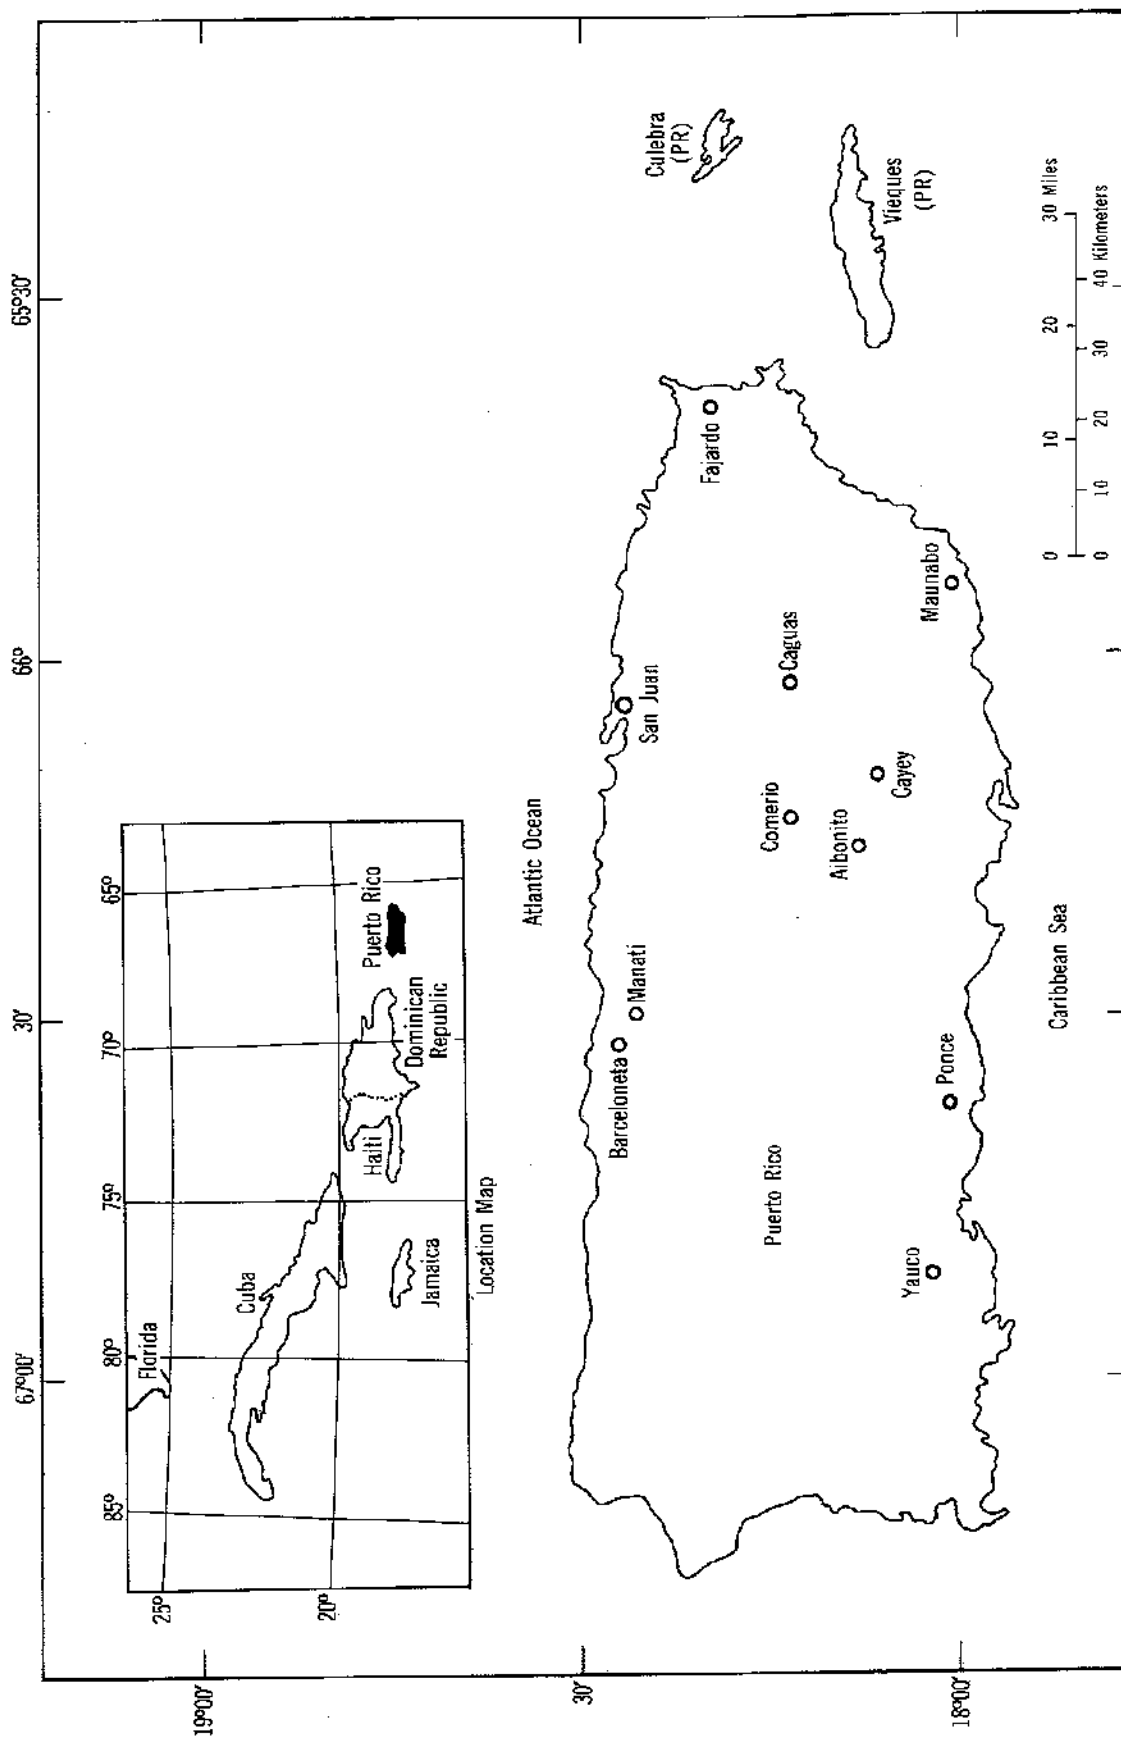 67°00′
30′
66°
65°30′
19°00′
30′
18°00′
85°
80°
75°
70°
65°
25°
20°
Florida
Cuba
Jamaica
Haiti
Dominican
Republic
Puerto Rico
Location Map
Atlantic Ocean
Culebra
(PR)
Vieques
(PR)
Barceloneta
Manati
San Juan
Fajardo
Puerto Rico
Comerio
Caguas
Aibonito
Cayey
Yauco
Ponce
Maunabo
Caribbean Sea
0 10 20 30 Miles
0 10 20 30 40 Kilometers